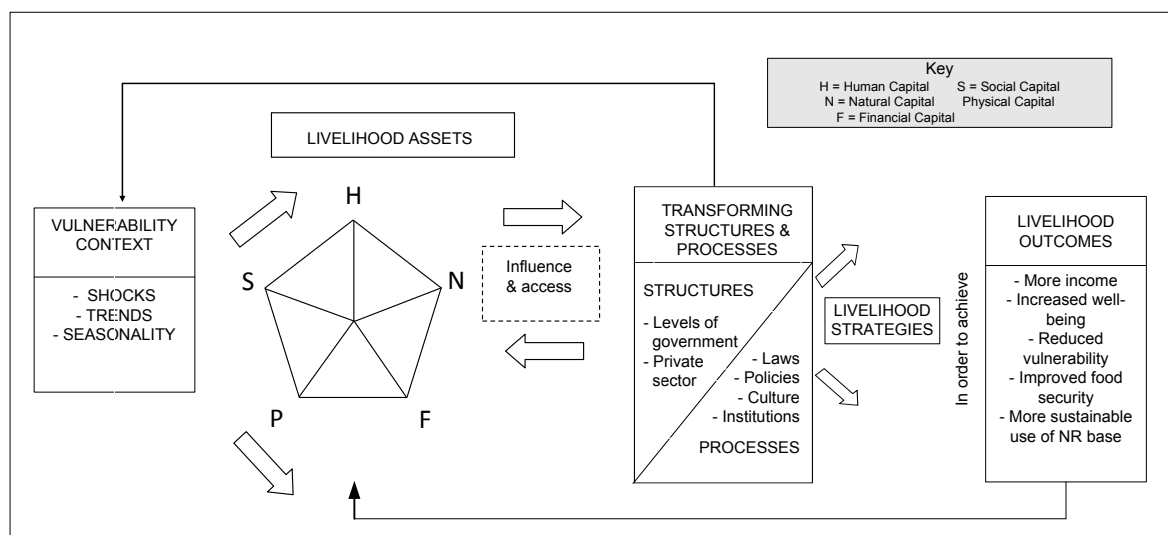 Key
H = Human Capital S = Social Capital
N = Natural Capital Physical Capital
F = Financial Capital
LIVELIHOOD ASSETS
VULNERABILITY
CONTEXT
- SHOCKS
- TRENDS
- SEASONALITY
H
S
N
P
F
Influence
& access
TRANSFORMING
STRUCTURES &
PROCESSES
STRUCTURES
- Levels of
government
- Private
sector
- Laws
- Policies
- Culture
- Institutions
PROCESSES
LIVELIHOOD
STRATEGIES
In order to achieve
LIVELIHOOD
OUTCOMES
- More income
- Increased well-
being
- Reduced
vulnerability
- Improved food
security
- More sustainable
use of NR base